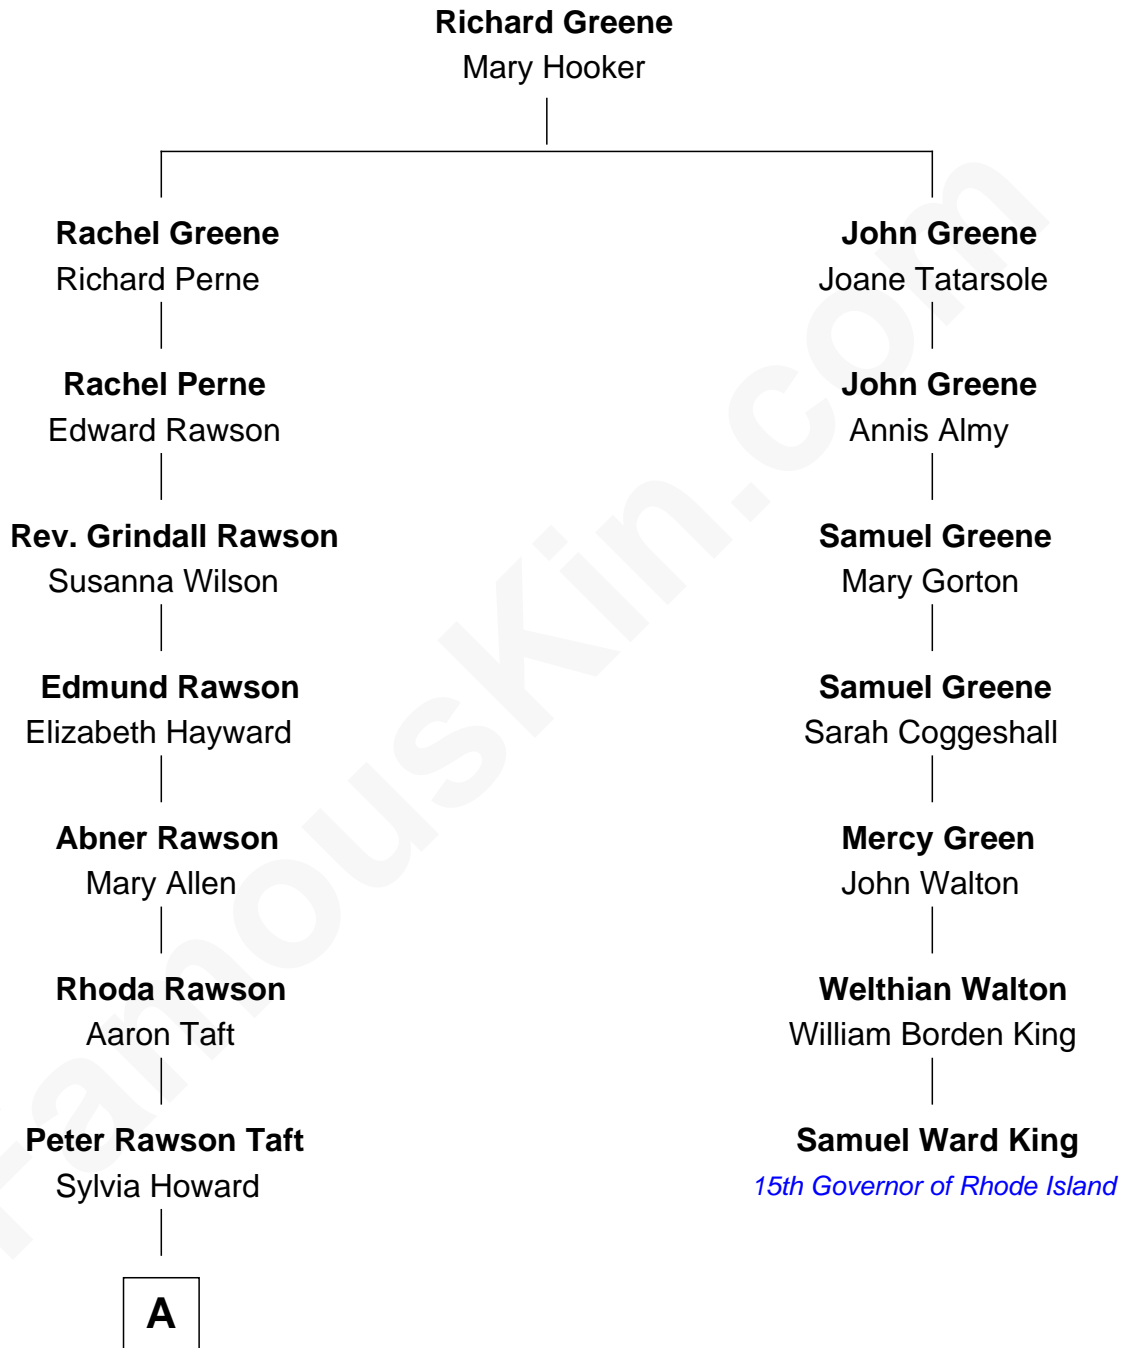 Richard Greene
Mary Hooker
Rachel Greene
Richard Perne
John Greene
Joane Tatarsole
Rachel Perne
Edward Rawson
John Greene
Annis Almy
Rev. Grindall Rawson
Susanna Wilson
Samuel Greene
Mary Gorton
Edmund Rawson
Elizabeth Hayward
Samuel Greene
Sarah Coggeshall
Abner Rawson
Mary Allen
Mercy Green
John Walton
Rhoda Rawson
Aaron Taft
Welthian Walton
William Borden King
Peter Rawson Taft
Sylvia Howard
Samuel Ward King
15th Governor of Rhode Island
A
FamousKin.com